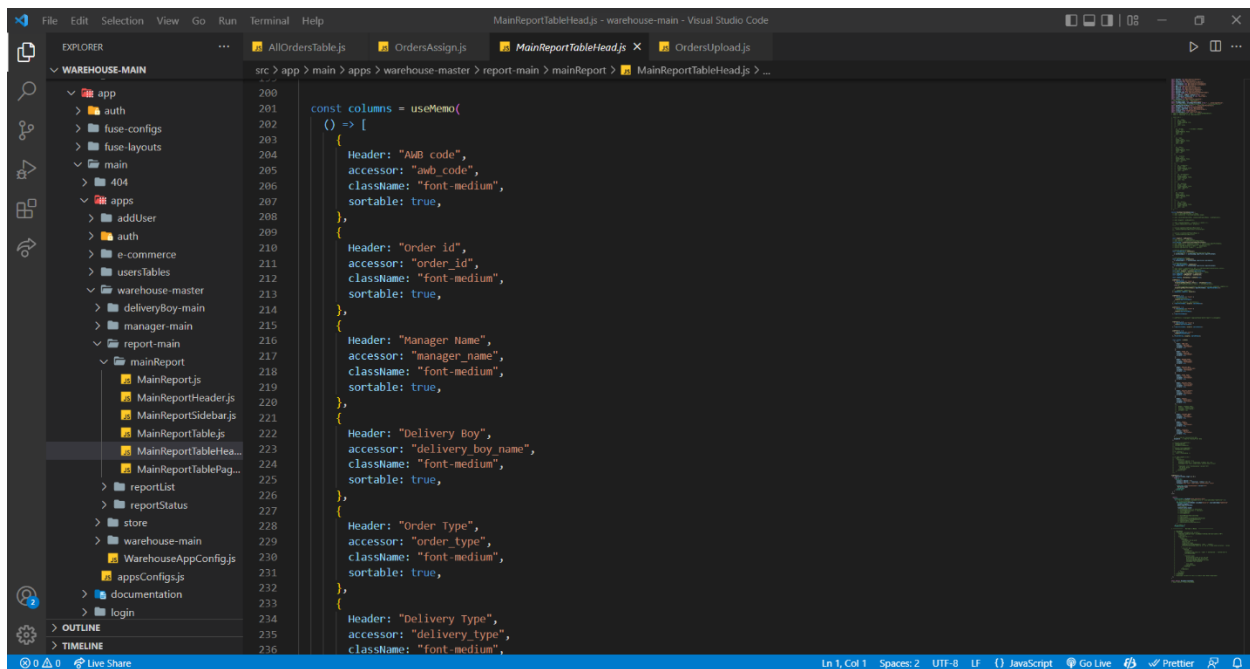 File Edit Selection View Go Run Terminal Help
MainReportTableHead.js - warehouse-main - Visual Studio Code
EXPLORER
WAREHOUSE-MAIN
app
auth
fuse-configs
fuse-layouts
main
404
apps
addUser
auth
e-commerce
usersTables
warehouse-master
deliveryBoy-main
manager-main
report-main
mainReport
MainReport.js
MainReportHeader.js
MainReportSidebar.js
MainReportTable.js
MainReportTableHea...
MainReportTablePag...
reportList
reportStatus
store
warehouse-main
WarehouseAppConfig.js
appsConfigs.js
documentation
login
OUTLINE
TIMELINE
AllOrdersTable.js OrdersAssign.js MainReportTableHead.js OrdersUpload.js
src > app > main > apps > warehouse-master > report-main > mainReport > MainReportTableHead.js > ...
200
201 const columns = useMemo(
202 () => [
203 {
204 Header: "AWB code",
205 accessor: "awb_code",
206 className: "font-medium",
207 sortable: true,
208 },
209 {
210 Header: "Order id",
211 accessor: "order_id",
212 className: "font-medium",
213 sortable: true,
214 },
215 {
216 Header: "Manager Name",
217 accessor: "manager_name",
218 className: "font-medium",
219 sortable: true,
220 },
221 {
222 Header: "Delivery Boy",
223 accessor: "delivery_boy_name",
224 className: "font-medium",
225 sortable: true,
226 },
227 {
228 Header: "Order Type",
229 accessor: "order_type",
230 className: "font-medium",
231 sortable: true,
232 },
233 {
234 Header: "Delivery Type",
235 accessor: "delivery_type",
236 className: "font-medium",
2
0 0 Live Share
Ln 1, Col 1 Spaces: 2 UTF-8 LF {} JavaScript Go Live Prettier